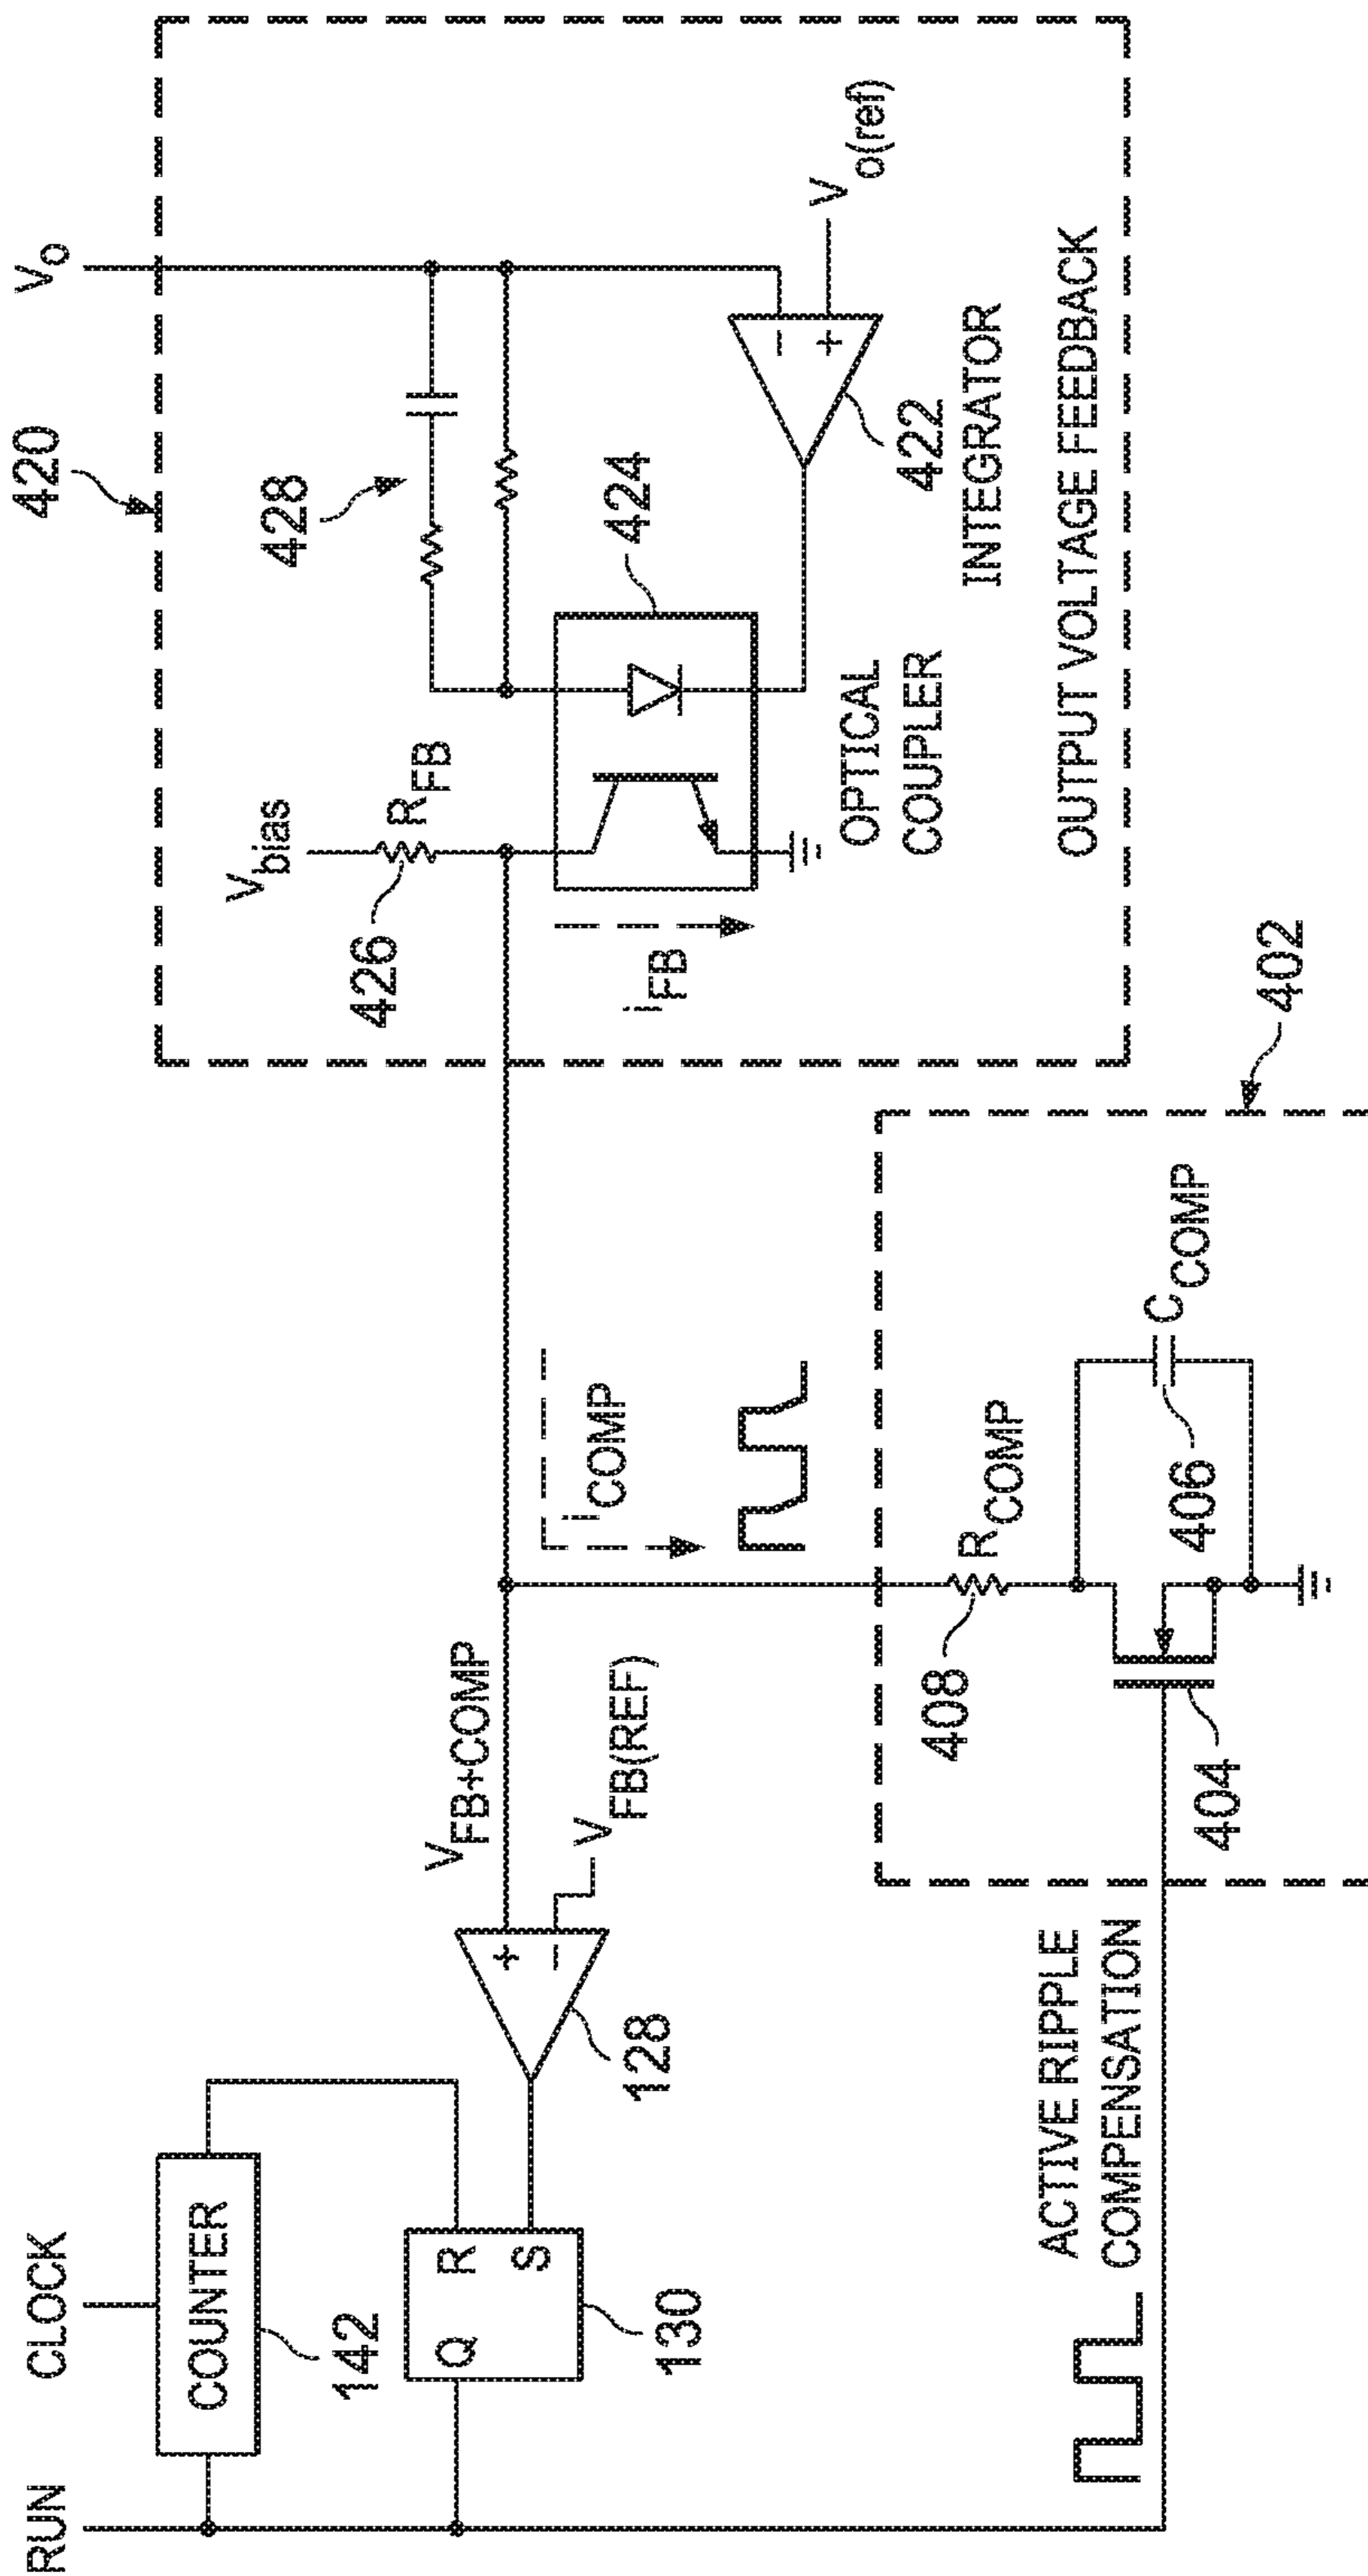 RUN
CLOCK
COUNTER
142
Q
R
S
130
+
−
128
V FB+COMP
V FB(REF)
i COMP
ACTIVE RIPPLE
COMPENSATION
404
408
R COMP
406
C COMP
402
420
V o
V bias
426
R FB
i FB
428
424
OPTICAL
COUPLER
−
+
V o(ref)
422
INTEGRATOR
OUTPUT VOLTAGE FEEDBACK